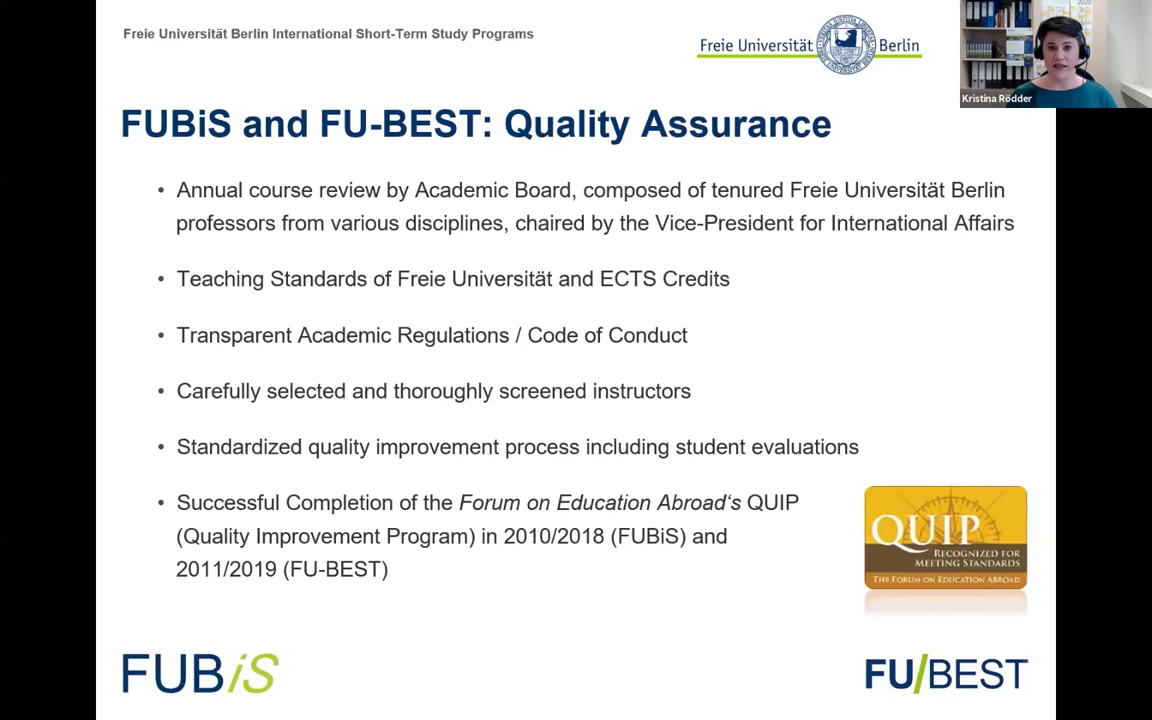 Freie Universität Berlin International Short-Term Study Programs
Freie Universität Berlin
Kristina Rödder
FUBiS and FU-BEST: Quality Assurance
• Annual course review by Academic Board, composed of tenured Freie Universität Berlin
professors from various disciplines, chaired by the Vice-President for International Affairs
• Teaching Standards of Freie Universität and ECTS Credits
• Transparent Academic Regulations / Code of Conduct
• Carefully selected and thoroughly screened instructors
• Standardized quality improvement process including student evaluations
• Successful Completion of the Forum on Education Abroad‘s QUIP
(Quality Improvement Program) in 2010/2018 (FUBiS) and
2011/2019 (FU-BEST)
QUIP
RECOGNIZED FOR
MEETING STANDARDS
THE FORUM ON EDUCATION ABROAD
FUBiS
FU/BEST